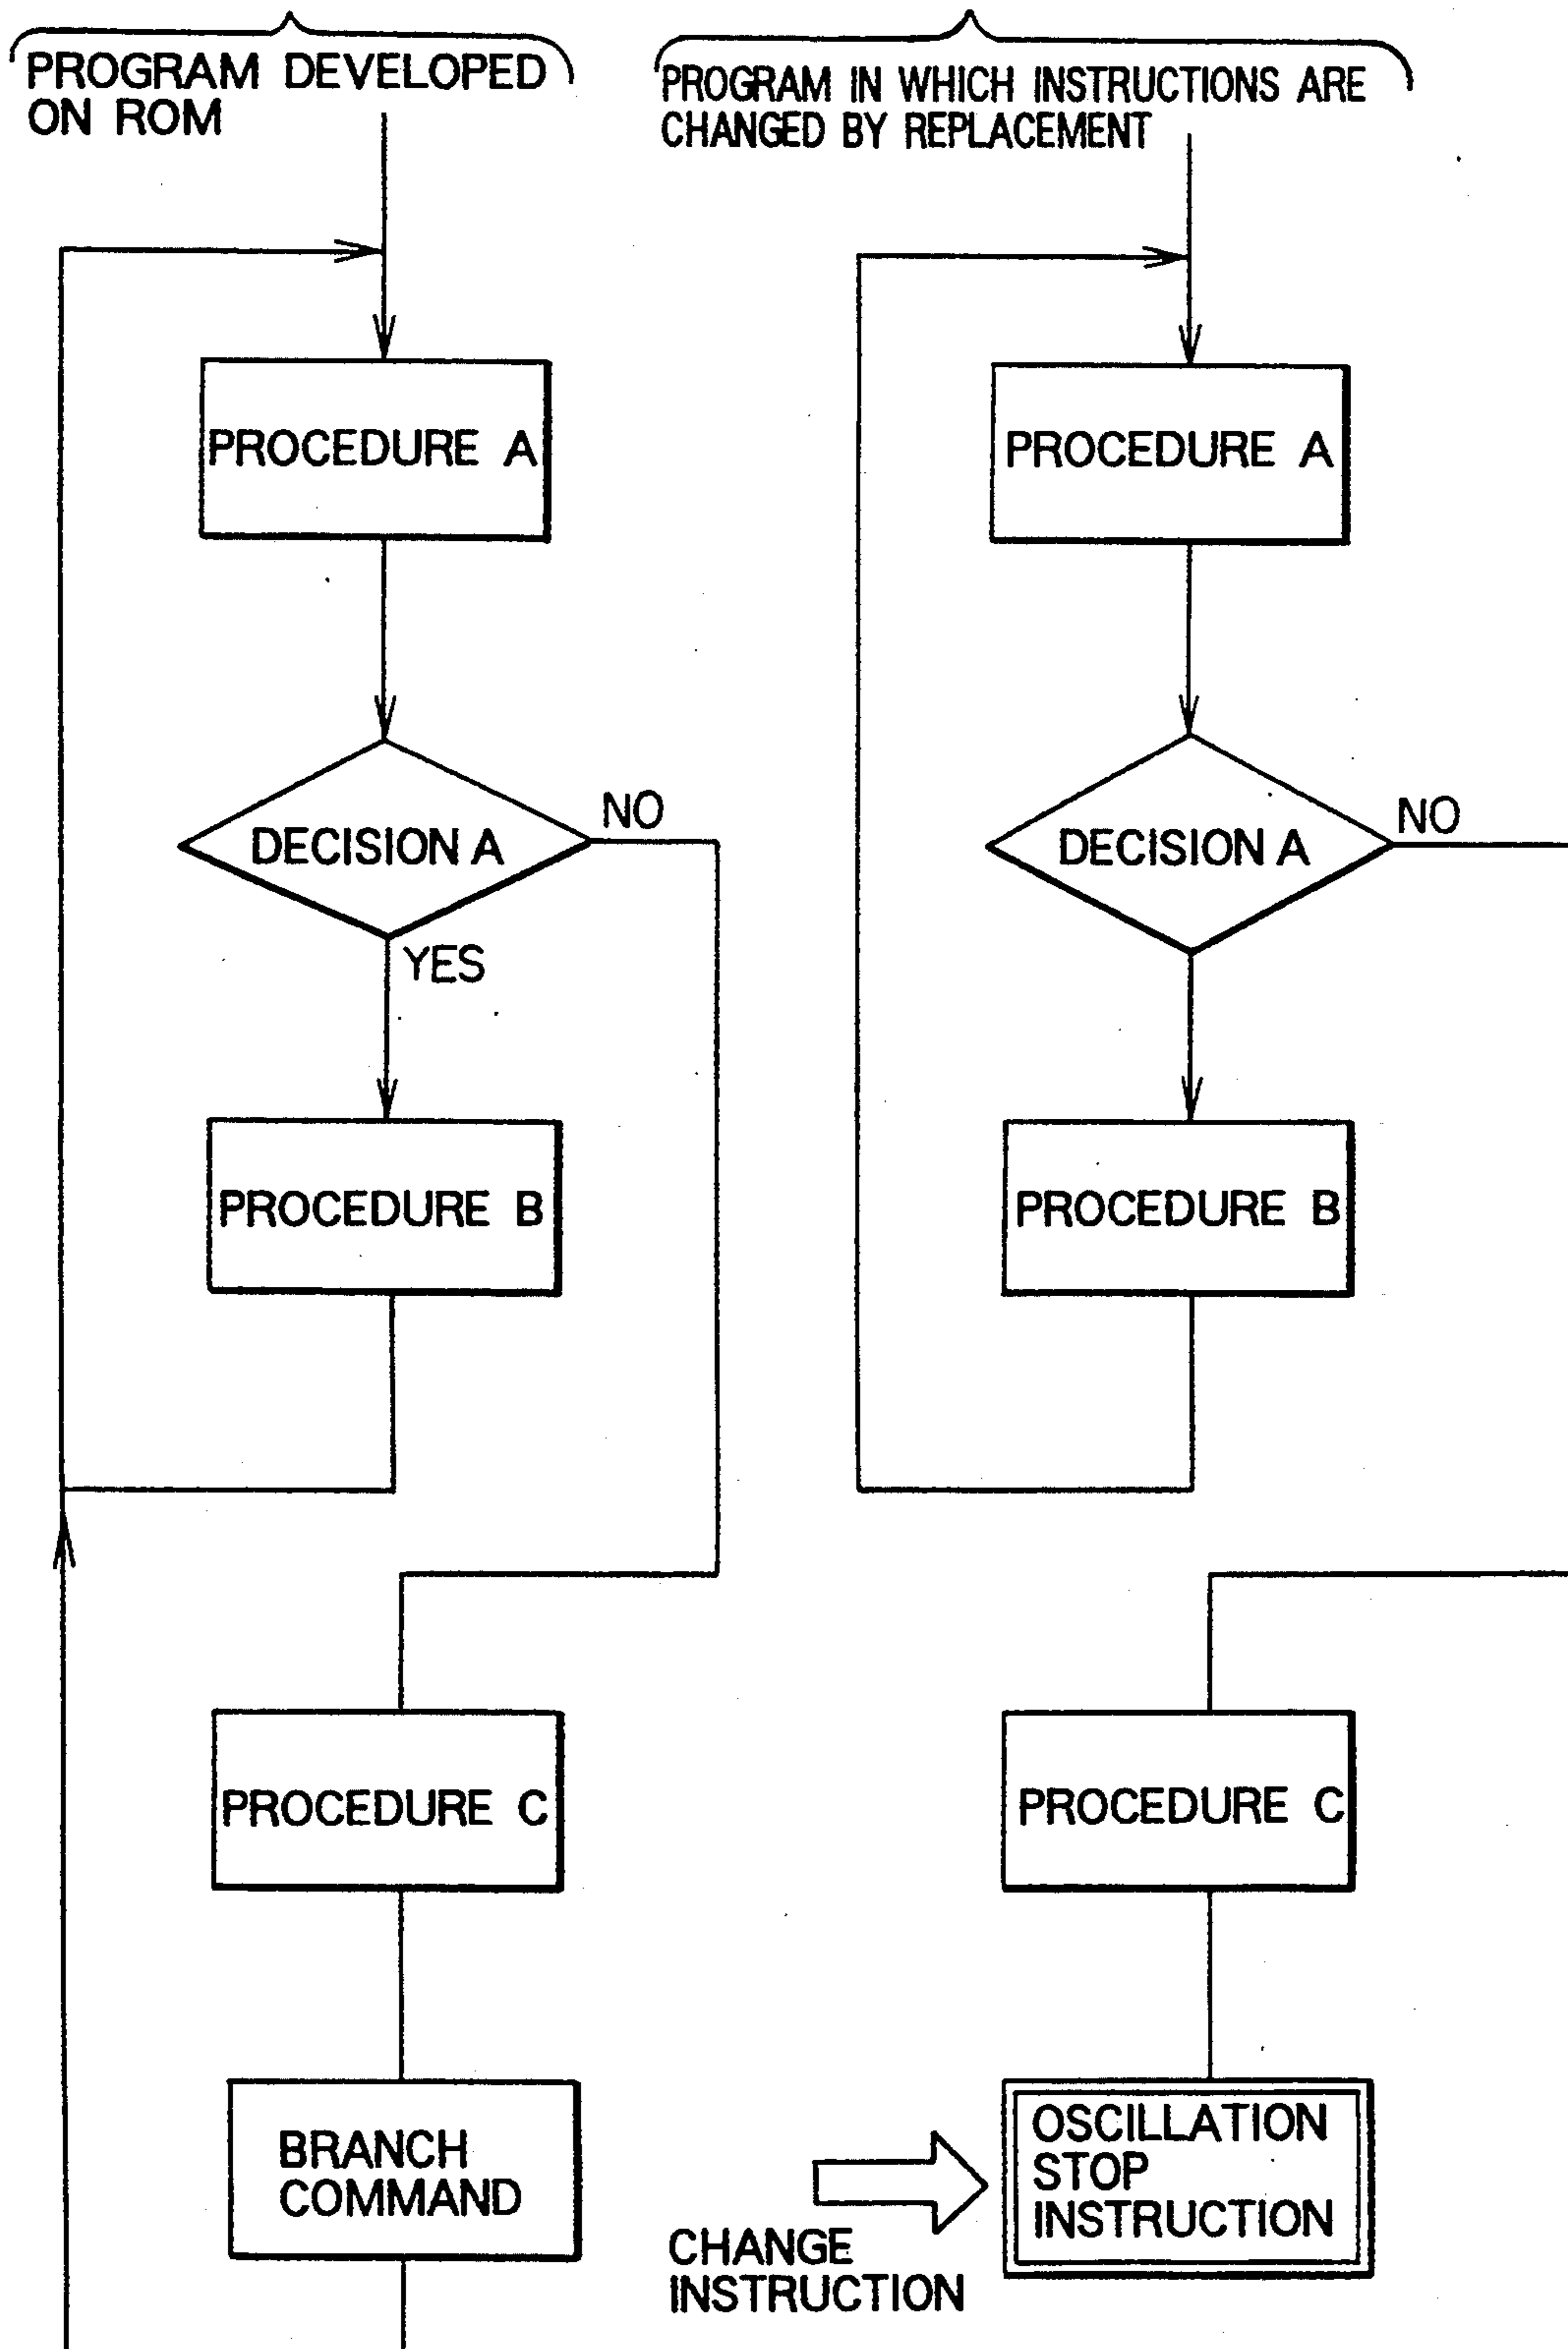 PROGRAM DEVELOPED
ON ROM
PROCEDURE A
DECISION A
NO
YES
PROCEDURE B
PROCEDURE C
BRANCH
COMMAND
PROGRAM IN WHICH INSTRUCTIONS ARE
CHANGED BY REPLACEMENT
PROCEDURE A
DECISION A
NO
PROCEDURE B
PROCEDURE C
CHANGE
INSTRUCTION
OSCILLATION
STOP
INSTRUCTION